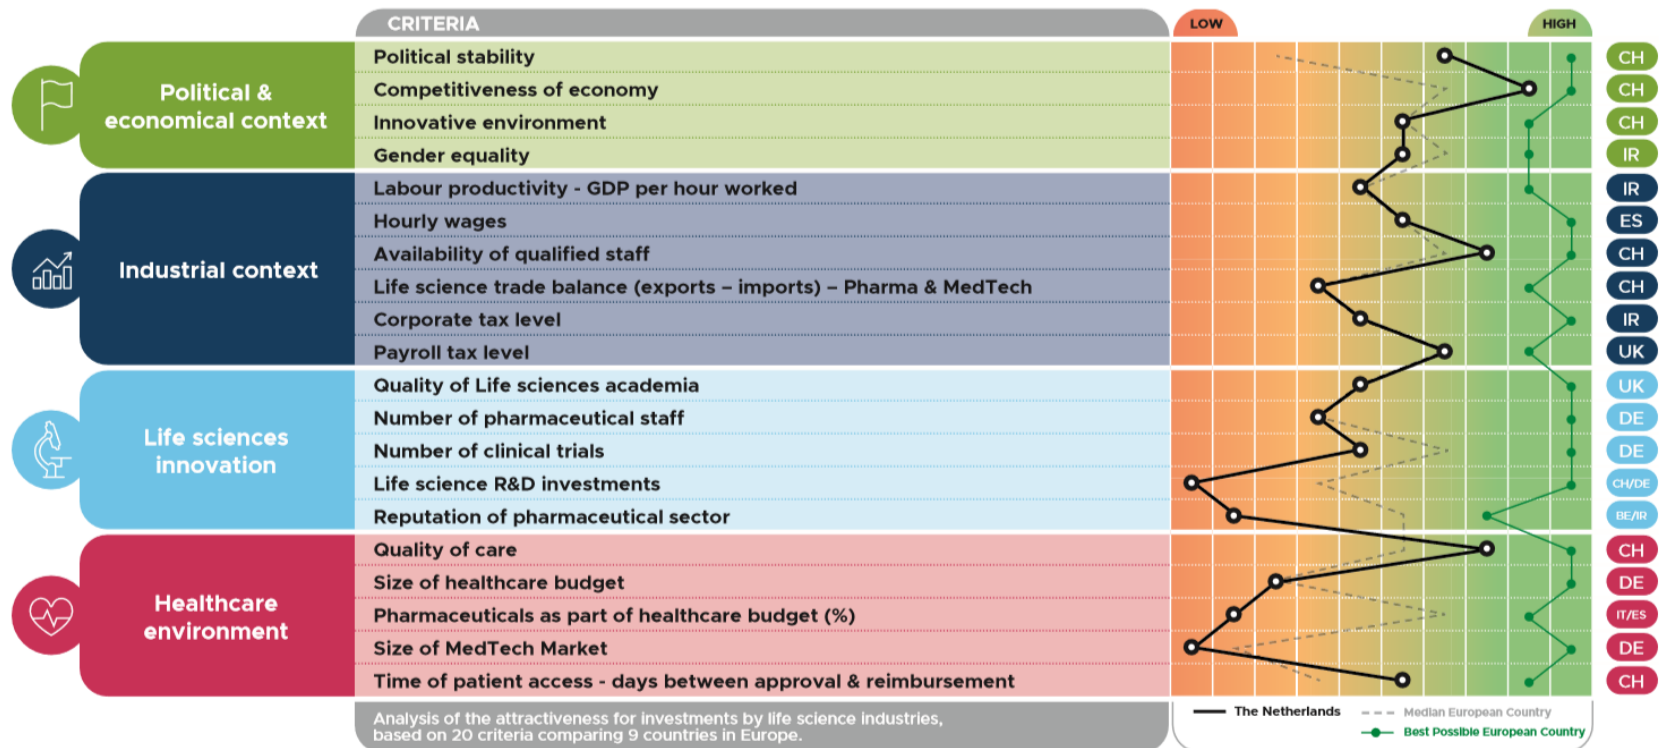 CRITERIA
LOW
HIGH
Political &
economical context
Political stability
CH
Competitiveness of economy
CH
Innovative environment
CH
Gender equality
IR
Industrial context
Labour productivity - GDP per hour worked
IR
Hourly wages
ES
Availability of qualified staff
CH
Life science trade balance (exports – imports) – Pharma & MedTech
CH
Corporate tax level
IR
Payroll tax level
UK
Life sciences
innovation
Quality of Life sciences academia
UK
Number of pharmaceutical staff
DE
Number of clinical trials
DE
Life science R&D investments
CH/DE
Reputation of pharmaceutical sector
BE/IR
Healthcare
environment
Quality of care
CH
Size of healthcare budget
DE
Pharmaceuticals as part of healthcare budget (%)
IT/ES
Size of MedTech Market
DE
Time of patient access - days between approval & reimbursement
CH
Analysis of the attractiveness for investments by life science industries,
based on 20 criteria comparing 9 countries in Europe.
The Netherlands
Median European Country
Best Possible European Country